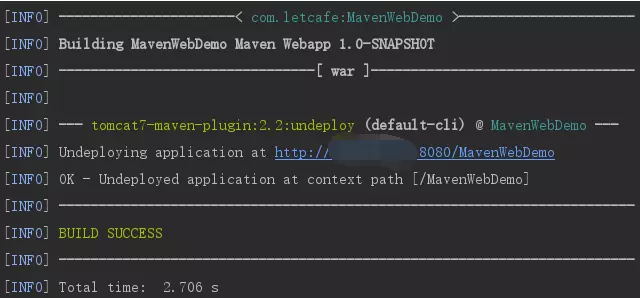 [INFO] ----------------------< com.letcafe:MavenWebDemo >----------------------
[INFO] Building MavenWebDemo Maven Webapp 1.0-SNAPSHOT
[INFO] --------------------------------[ war ]---------------------------------
[INFO]
[INFO] --- tomcat7-maven-plugin:2.2:undeploy (default-cli) @ MavenWebDemo ---
[INFO] Undeploying application at http:// 8080/MavenWebDemo
[INFO] OK - Undeployed application at context path [/MavenWebDemo]
[INFO] ------------------------------------------------------------------------
[INFO] BUILD SUCCESS
[INFO] ------------------------------------------------------------------------
[INFO] Total time: 2.706 s